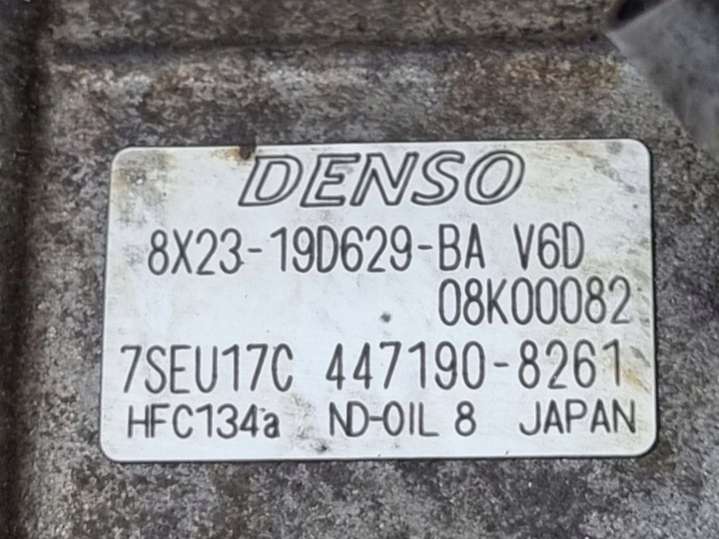 DENSO
8X23-19D629-BA V6D
08K00082
7SEU17C 447190-8261
HFC134a ND-OIL 8 JAPAN